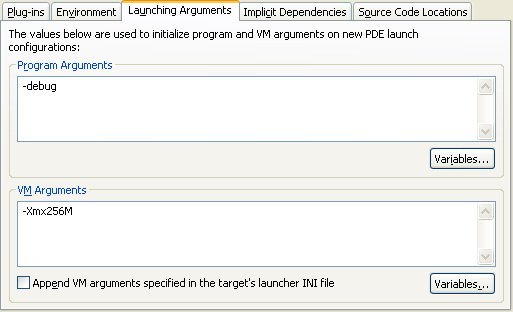 Plug-ins Environment Launching Arguments Implicit Dependencies Source Code Locations
The values below are used to initialize program and VM arguments on new PDE launch
configurations:
Program Arguments
-debug
Variables...
VM Arguments
-Xmx256M
Append VM arguments specified in the target's launcher INI file
Variables...